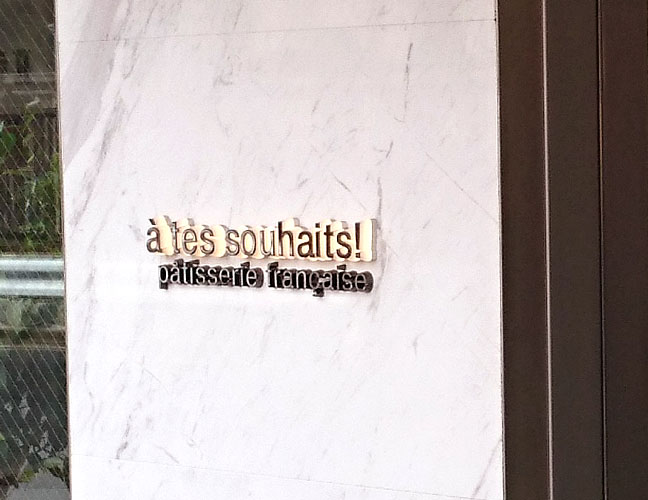 à tes souhaits!
pâtisserie française